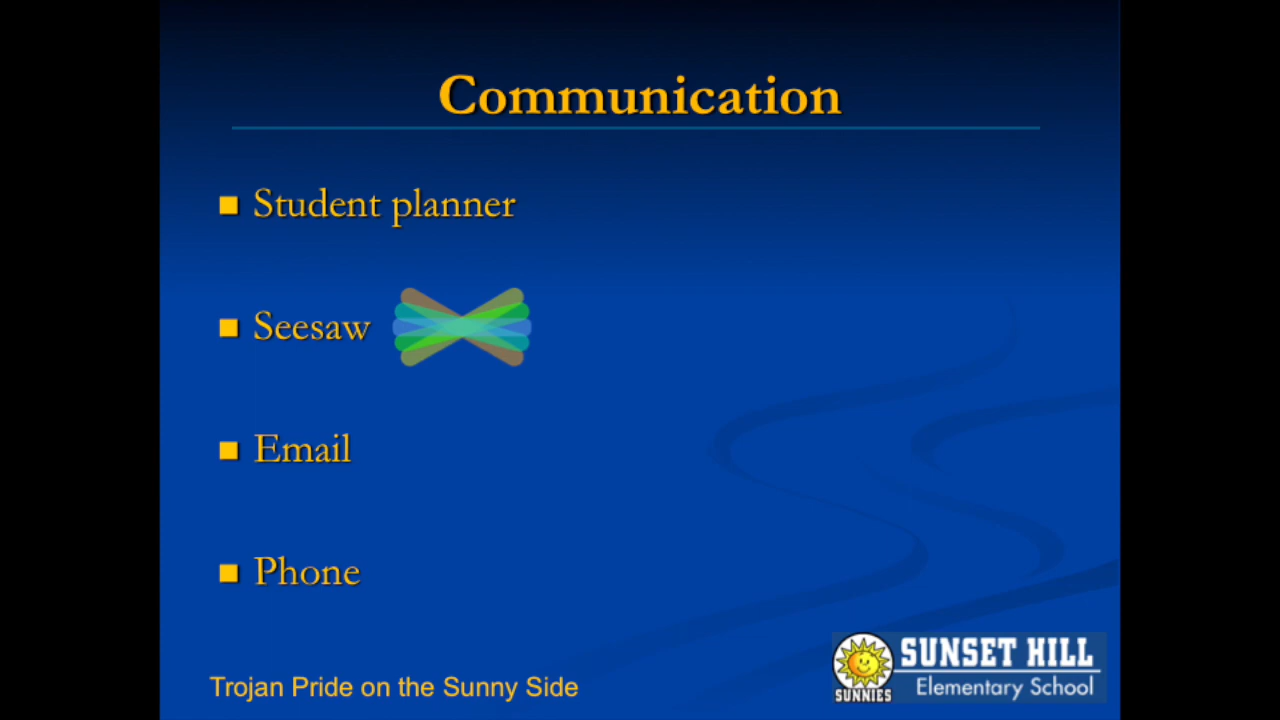 Communication
Student planner
Seesaw
Email
Phone
Trojan Pride on the Sunny Side
SUNNIES
SUNSET HILL
Elementary School